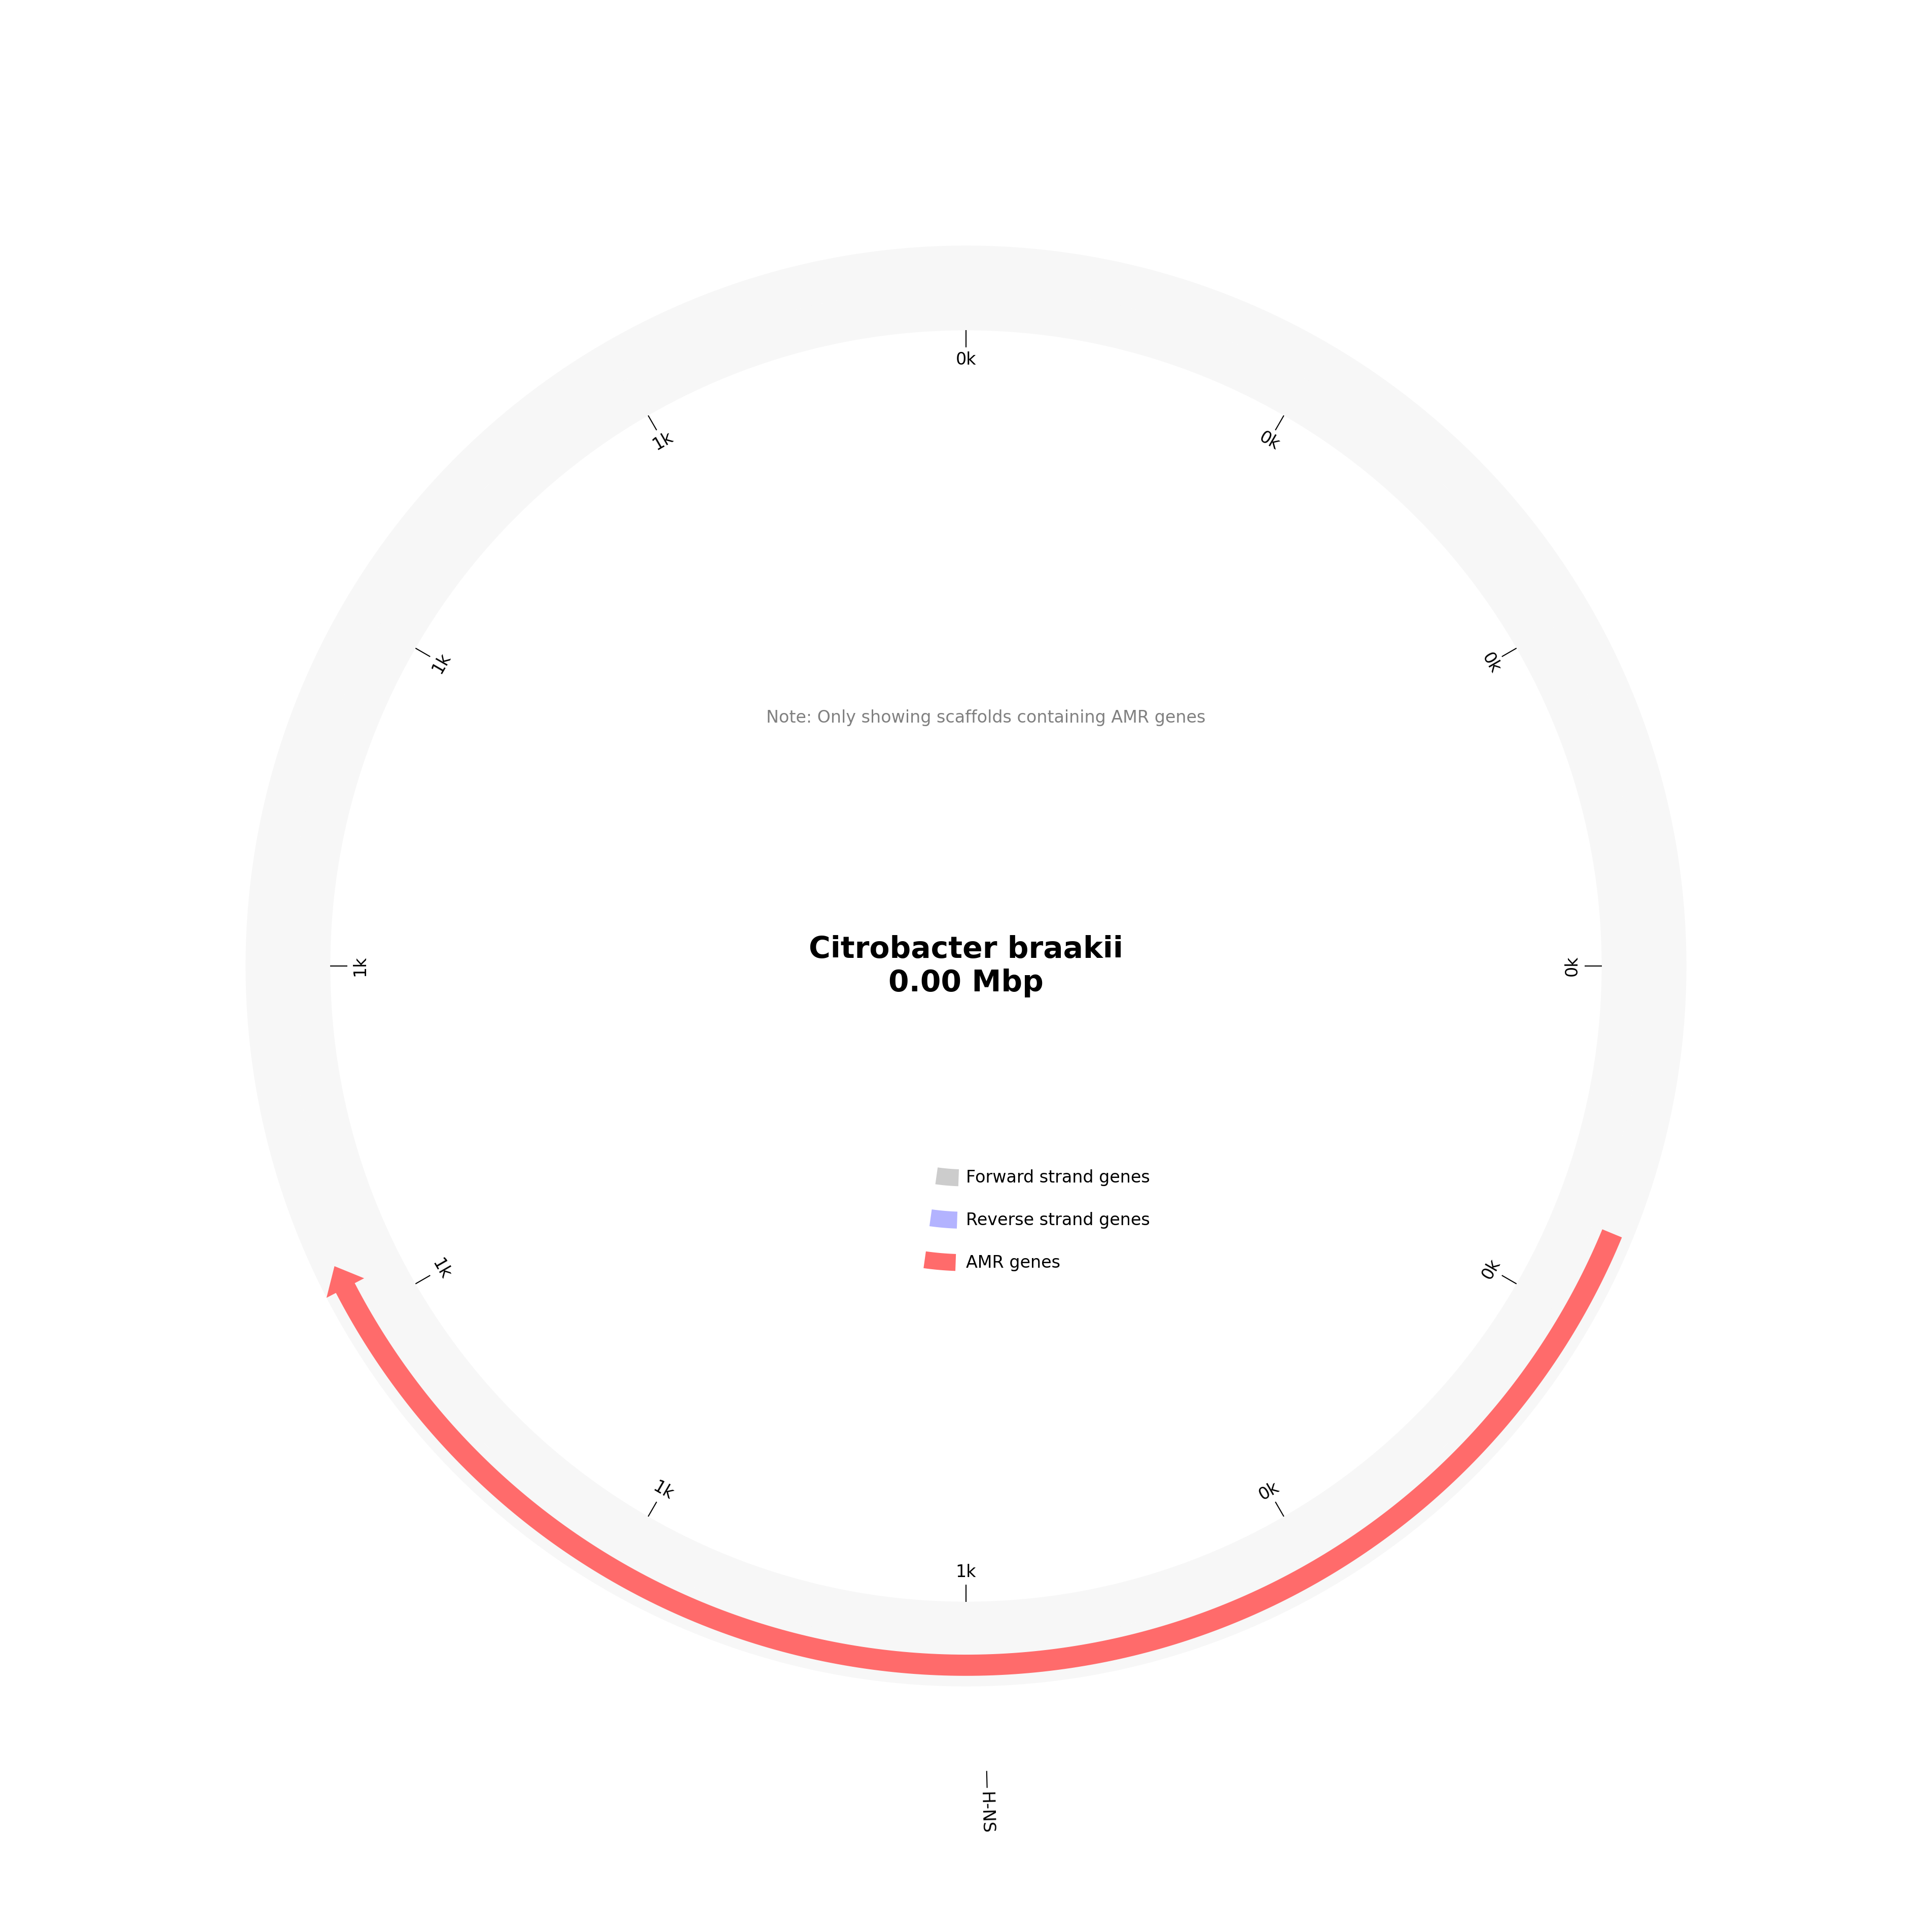 0k
1k
0k
1k
0k
Note: Only showing scaffolds containing AMR genes
Citrobacter braakii
0.00 Mbp
1k
0k
Forward strand genes
Reverse strand genes
AMR genes
1k
0k
1k
0k
1k
H-NS